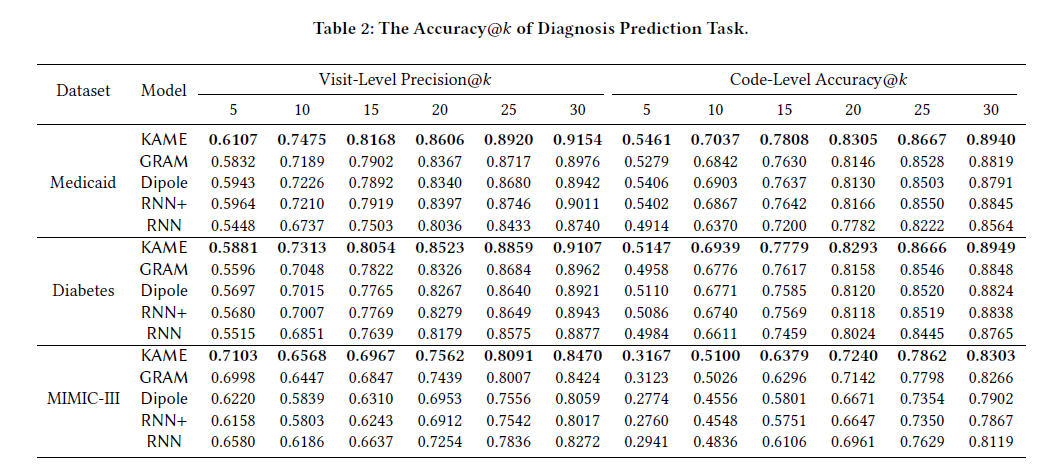 Table 2: The Accuracy@k of Diagnosis Prediction Task.
Dataset Model Visit-Level Precision@k Code-Level Accuracy@k
5 10 15 20 25 30 5 10 15 20 25 30
KAME 0.6107 0.7475 0.8168 0.8606 0.8920 0.9154 0.5461 0.7037 0.7808 0.8305 0.8667 0.8940
GRAM 0.5832 0.7189 0.7902 0.8367 0.8717 0.8976 0.5279 0.6842 0.7630 0.8146 0.8528 0.8819
Medicaid Dipole 0.5943 0.7226 0.7892 0.8340 0.8680 0.8942 0.5406 0.6903 0.7637 0.8130 0.8503 0.8791
RNN+ 0.5964 0.7210 0.7919 0.8397 0.8746 0.9011 0.5402 0.6867 0.7642 0.8166 0.8550 0.8845
RNN 0.5448 0.6737 0.7503 0.8036 0.8433 0.8740 0.4914 0.6370 0.7200 0.7782 0.8222 0.8564
KAME 0.5881 0.7313 0.8054 0.8523 0.8859 0.9107 0.5147 0.6939 0.7779 0.8293 0.8666 0.8949
GRAM 0.5596 0.7048 0.7822 0.8326 0.8684 0.8962 0.4958 0.6776 0.7617 0.8158 0.8546 0.8848
Diabetes Dipole 0.5697 0.7015 0.7765 0.8267 0.8640 0.8921 0.5110 0.6771 0.7585 0.8120 0.8520 0.8824
RNN+ 0.5680 0.7007 0.7769 0.8279 0.8649 0.8943 0.5086 0.6740 0.7569 0.8118 0.8519 0.8838
RNN 0.5515 0.6851 0.7639 0.8179 0.8575 0.8877 0.4984 0.6611 0.7459 0.8024 0.8445 0.8765
KAME 0.7103 0.6568 0.6967 0.7562 0.8091 0.8470 0.3167 0.5100 0.6379 0.7240 0.7862 0.8303
GRAM 0.6998 0.6447 0.6847 0.7439 0.8007 0.8424 0.3123 0.5026 0.6296 0.7142 0.7798 0.8266
MIMIC-III Dipole 0.6220 0.5839 0.6310 0.6953 0.7556 0.8059 0.2774 0.4556 0.5801 0.6671 0.7354 0.7902
RNN+ 0.6158 0.5803 0.6243 0.6912 0.7542 0.8017 0.2760 0.4548 0.5751 0.6647 0.7350 0.7867
RNN 0.6580 0.6186 0.6637 0.7254 0.7836 0.8272 0.2941 0.4836 0.6106 0.6961 0.7629 0.8119